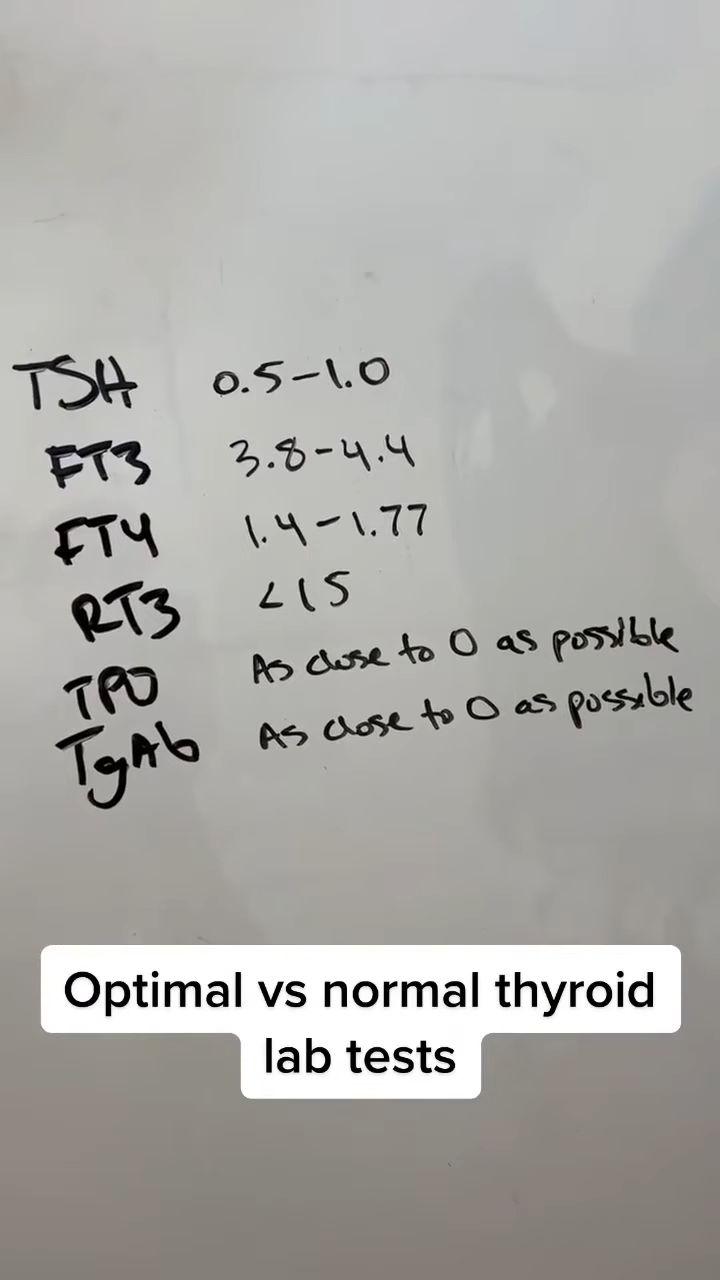 TSH 0.5-1.0
FT3 3.8-4.4
FT4 1.4-1.77
RT3 <15
TPO As close to 0 as possible
TgAb As close to 0 as possible
Optimal vs normal thyroid
lab tests